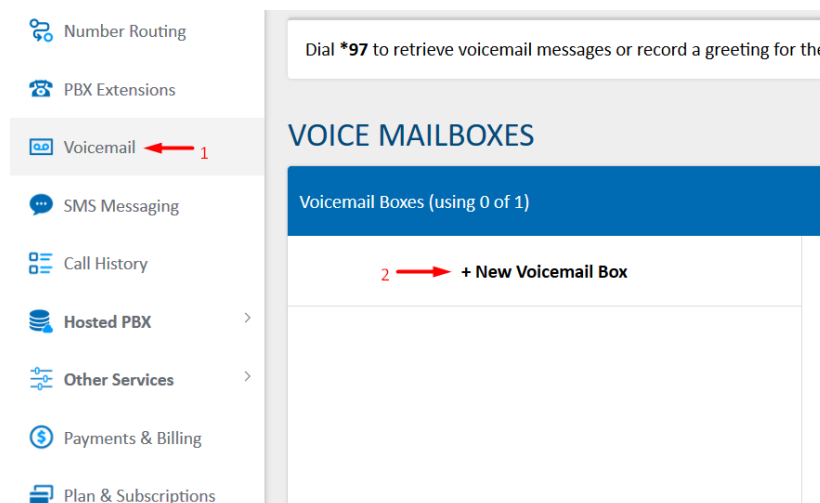 Number Routing
PBX Extensions
Voicemail 1
SMS Messaging
Call History
Hosted PBX
Other Services
Payments & Billing
Plan & Subscriptions
Dial *97 to retrieve voicemail messages or record a greeting for the
VOICE MAILBOXES
Voicemail Boxes (using 0 of 1)
2 + New Voicemail Box